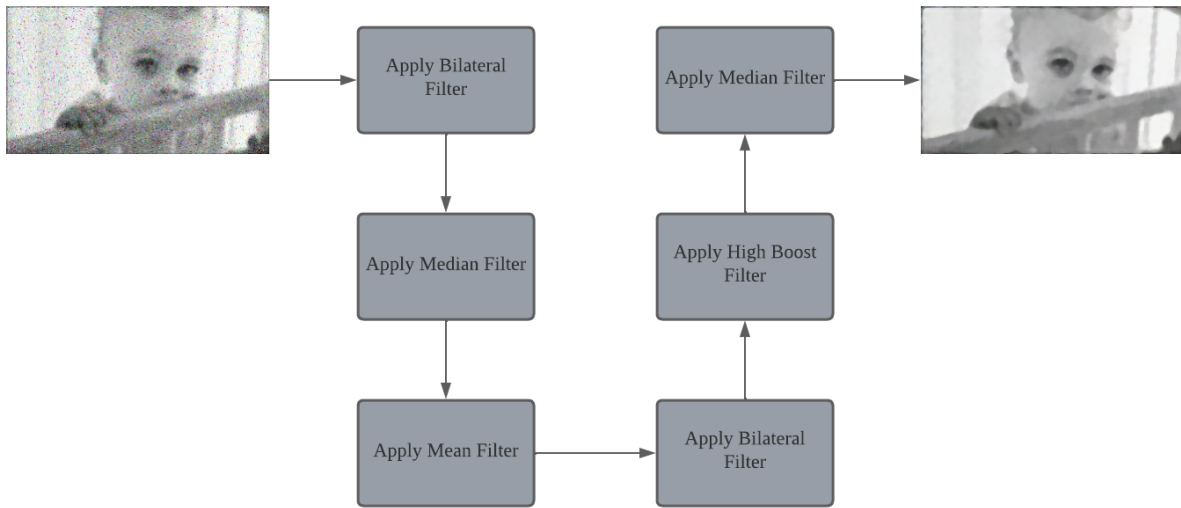 Apply Bilateral
Filter
Apply Median Filter
Apply Mean Filter
Apply Bilateral
Filter
Apply High Boost
Filter
Apply Median Filter